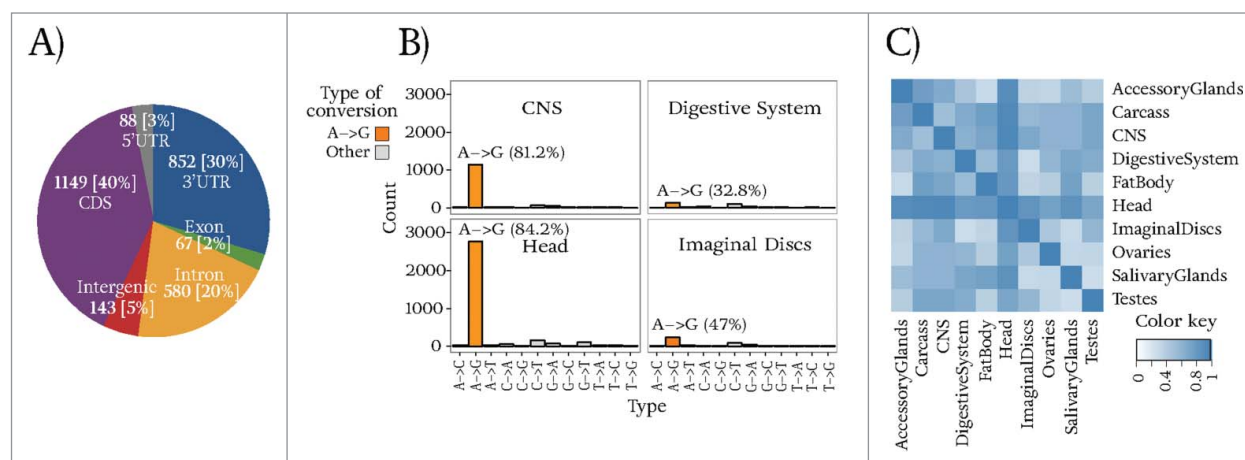 A)
88 [3%]
5'UTR
852 [30%]
3'UTR
1149 [40%]
CDS
Exon
67 [2%]
Intron
580 [20%]
Intergenic
143 [5%]
B)
Type of
conversion
A->G
Other
Count
3000
2000
1000
0
CNS
A->G (81.2%)
Digestive System
A->G (32.8%)
3000
2000
1000
0
A->G (84.2%)
Head
Imaginal Discs
A->G (47%)
A->C
A->G
A->T
C->A
C->G
C->T
G->A
G->C
G->T
T->A
T->C
T->G
A->C
A->G
A->T
C->A
C->G
C->T
G->A
G->C
G->T
T->A
T->C
T->G
Type
C)
AccessoryGlands
Carcass
CNS
DigestiveSystem
FatBody
Head
ImaginalDiscs
Ovaries
SalivaryGlands
Testes
AccessoryGlands
Carcass
CNS
DigestiveSystem
FatBody
Head
ImaginalDiscs
Ovaries
SalivaryGlands
Testes
Color key
0
0.4
0.8
1